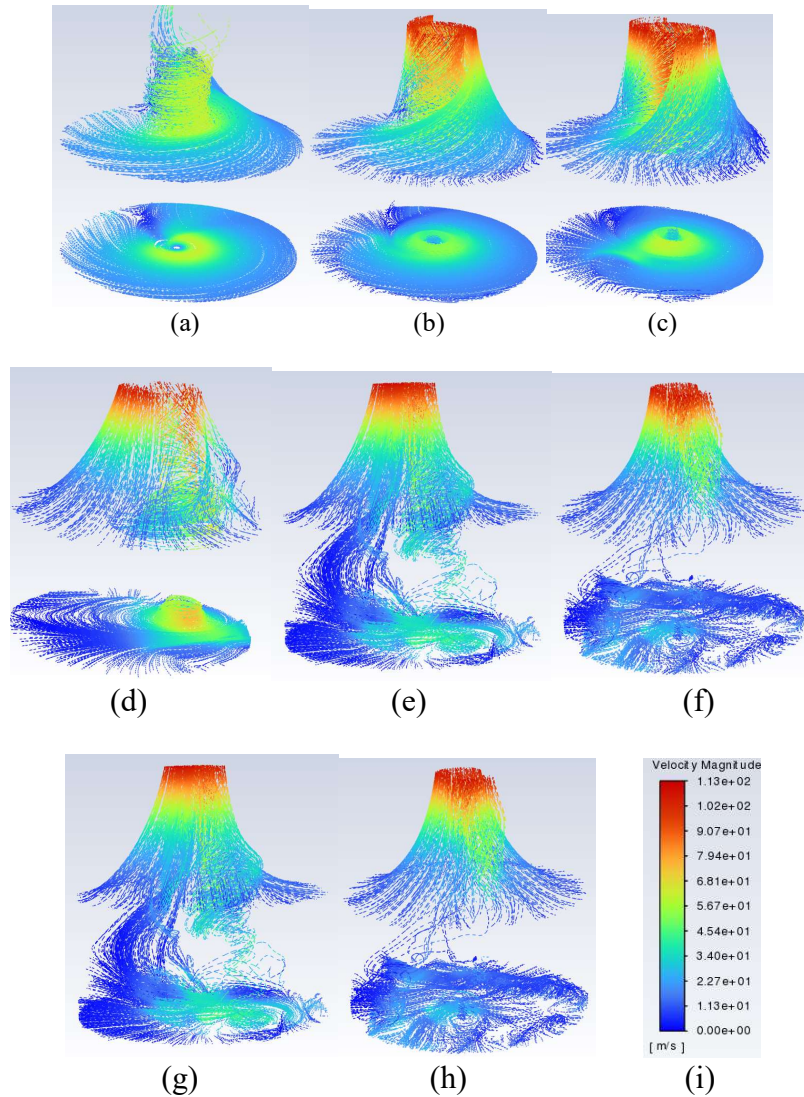 (a)
(b)
(c)
(d)
(e)
(f)
Velocity Magnitude
1.13e+02
1.02e+02
9.07e+01
7.94e+01
6.81e+01
5.67e+01
4.54e+01
3.40e+01
2.27e+01
1.13e+01
0.00e+00
[ m/s ]
(g)
(h)
(i)